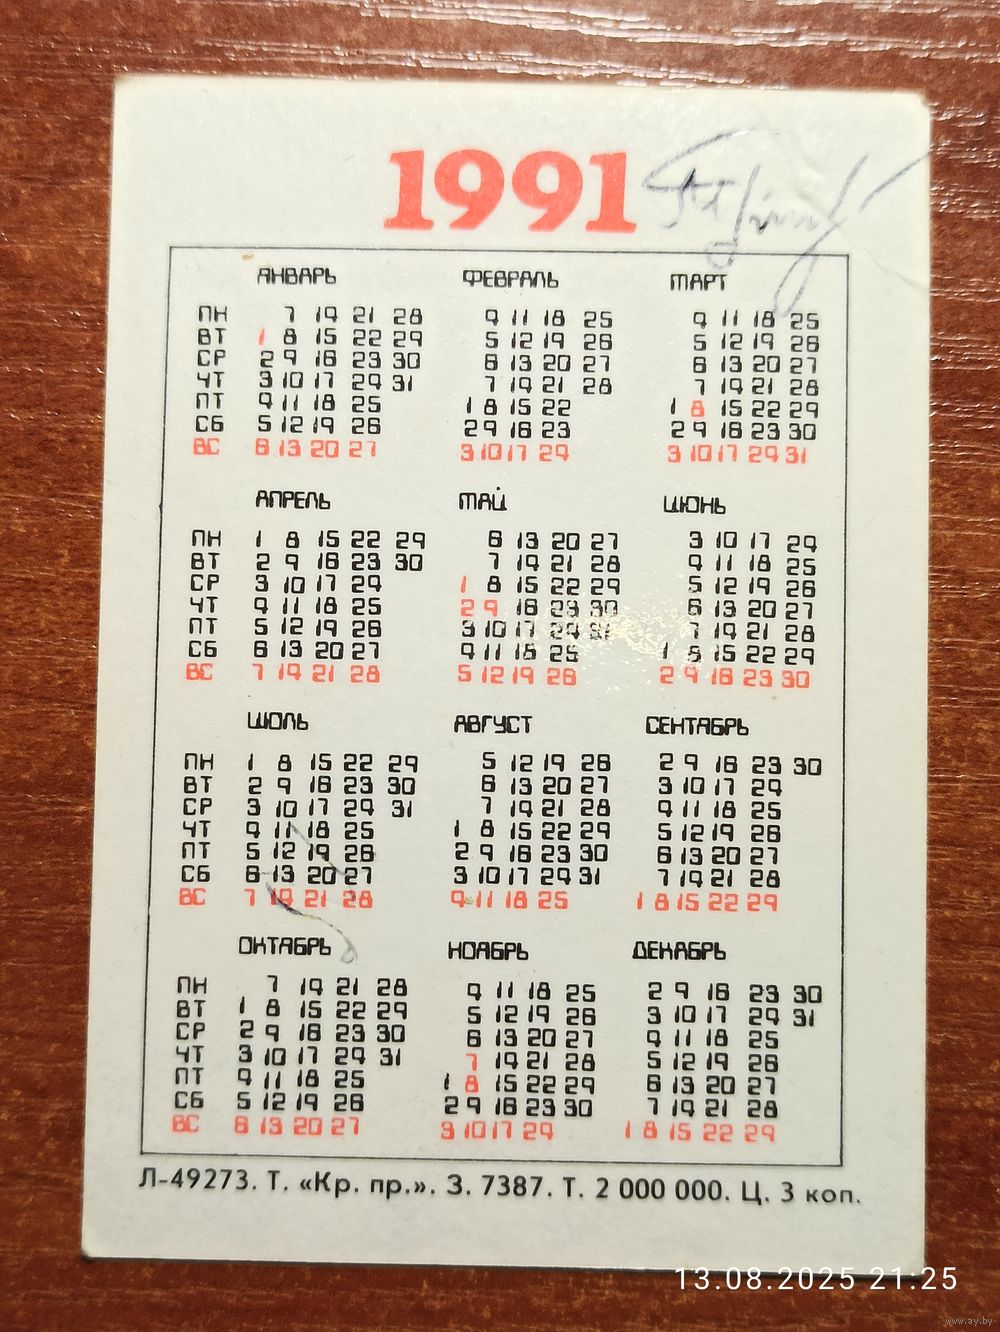 1991
ЯНВАРЬ ФЕВРАЛЬ МАРТ
ПН 7 14 21 28 4 11 18 25 4 11 18 25
ВТ 1 8 15 22 29 5 12 19 26 5 12 19 26
СР 2 9 16 23 30 6 13 20 27 6 13 20 27
ЧТ 3 10 17 24 31 7 14 21 28 7 14 21 28
ПТ 4 11 18 25 1 8 15 22 1 8 15 22 29
СБ 5 12 19 26 2 9 16 23 2 9 16 23 30
ВС 6 13 20 27 3 10 17 24 3 10 17 24 31
АПРЕЛЬ МАЙ ИЮНЬ
ПН 1 8 15 22 29 6 13 20 27 3 10 17 24
ВТ 2 9 16 23 30 7 14 21 28 4 11 18 25
СР 3 10 17 24 1 8 15 22 29 5 12 19 26
ЧТ 4 11 18 25 2 9 16 23 30 6 13 20 27
ПТ 5 12 19 26 3 10 17 24 31 7 14 21 28
СБ 6 13 20 27 4 11 18 25 1 8 15 22 29
ВС 7 14 21 28 5 12 19 26 2 9 16 23 30
ИЮЛЬ АВГУСТ СЕНТЯБРЬ
ПН 1 8 15 22 29 5 12 19 26 2 9 16 23 30
ВТ 2 9 16 23 30 6 13 20 27 3 10 17 24
СР 3 10 17 24 31 7 14 21 28 4 11 18 25
ЧТ 4 11 18 25 1 8 15 22 29 5 12 19 26
ПТ 5 12 19 26 2 9 16 23 30 6 13 20 27
СБ 6 13 20 27 3 10 17 24 31 7 14 21 28
ВС 7 14 21 28 4 11 18 25 1 8 15 22 29
ОКТЯБРЬ НОЯБРЬ ДЕКАБРЬ
ПН 7 14 21 28 4 11 18 25 2 9 16 23 30
ВТ 1 8 15 22 29 5 12 19 26 3 10 17 24 31
СР 2 9 16 23 30 6 13 20 27 4 11 18 25
ЧТ 3 10 17 24 31 7 14 21 28 5 12 19 26
ПТ 4 11 18 25 1 8 15 22 29 6 13 20 27
СБ 5 12 19 26 2 9 16 23 30 7 14 21 28
ВС 6 13 20 27 3 10 17 24 1 8 15 22 29
Л-49273. Т. «Кр. пр.». З. 7387. Т. 2 000 000. Ц. 3 коп.
13.08.2025 21:25
www.ay.by